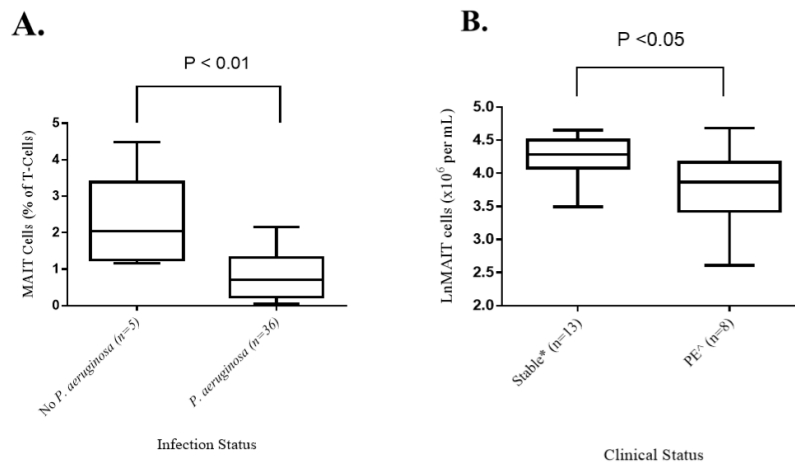 A.
P < 0.01
MAIT Cells (% of T-Cells)
5
4
3
2
1
0
No P. aeruginosa (n=5)
P. aeruginosa (n=36)
Infection Status
B.
P <0.05
LnMAIT cells (x10⁶ per mL)
5.0
4.5
4.0
3.5
3.0
2.5
2.0
Stable* (n=13)
PE^ (n=8)
Clinical Status